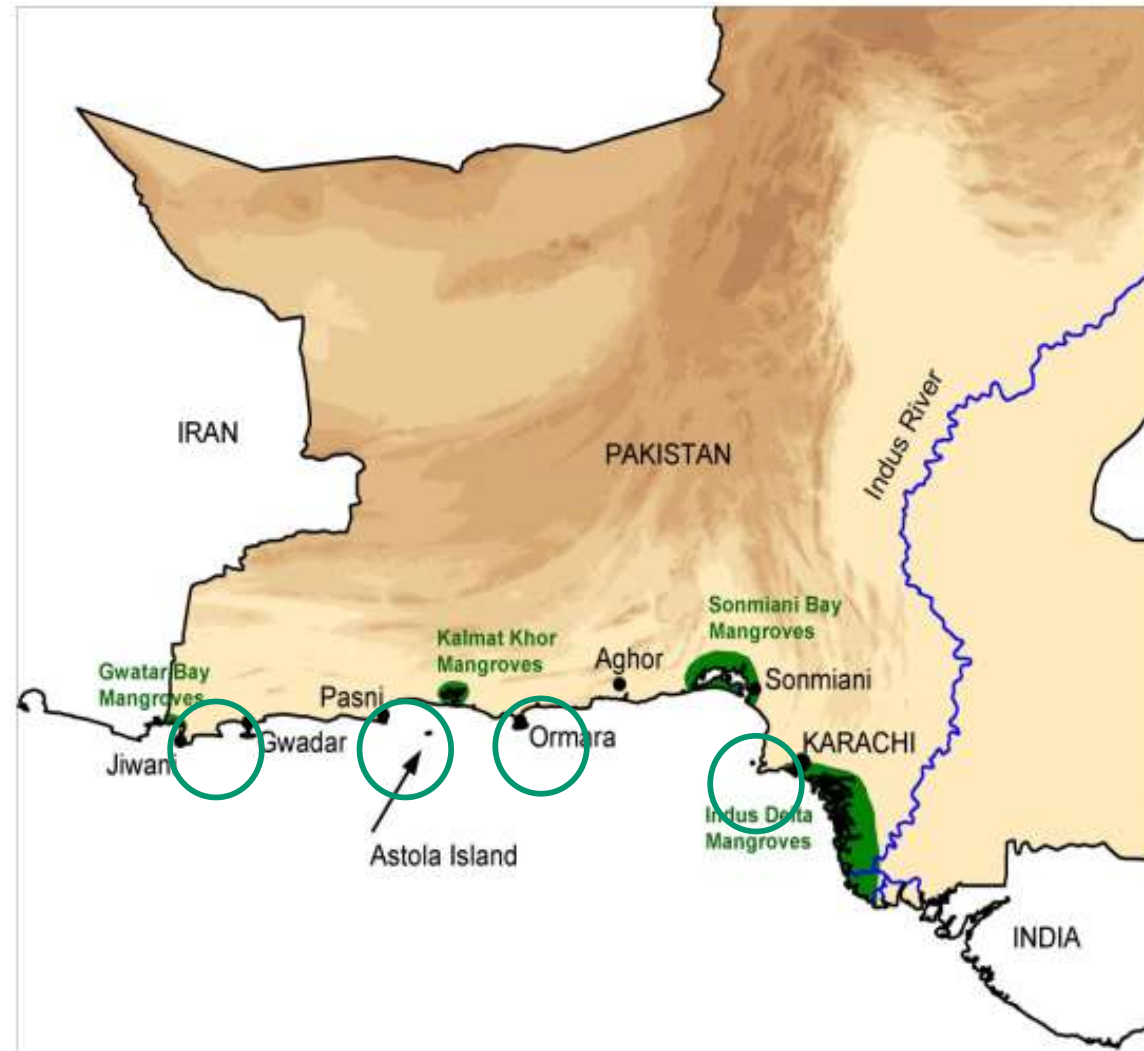 IRAN
PAKISTAN
Indus River
Sonmiani Bay
Mangroves
Kalmat Khor
Mangroves
Aghor
Gwatar Bay
Mangroves
Sonmiani
Pasni
Jiwani
Gwadar
Ormara
KARACHI
Indus Delta
Mangroves
Astola Island
INDIA